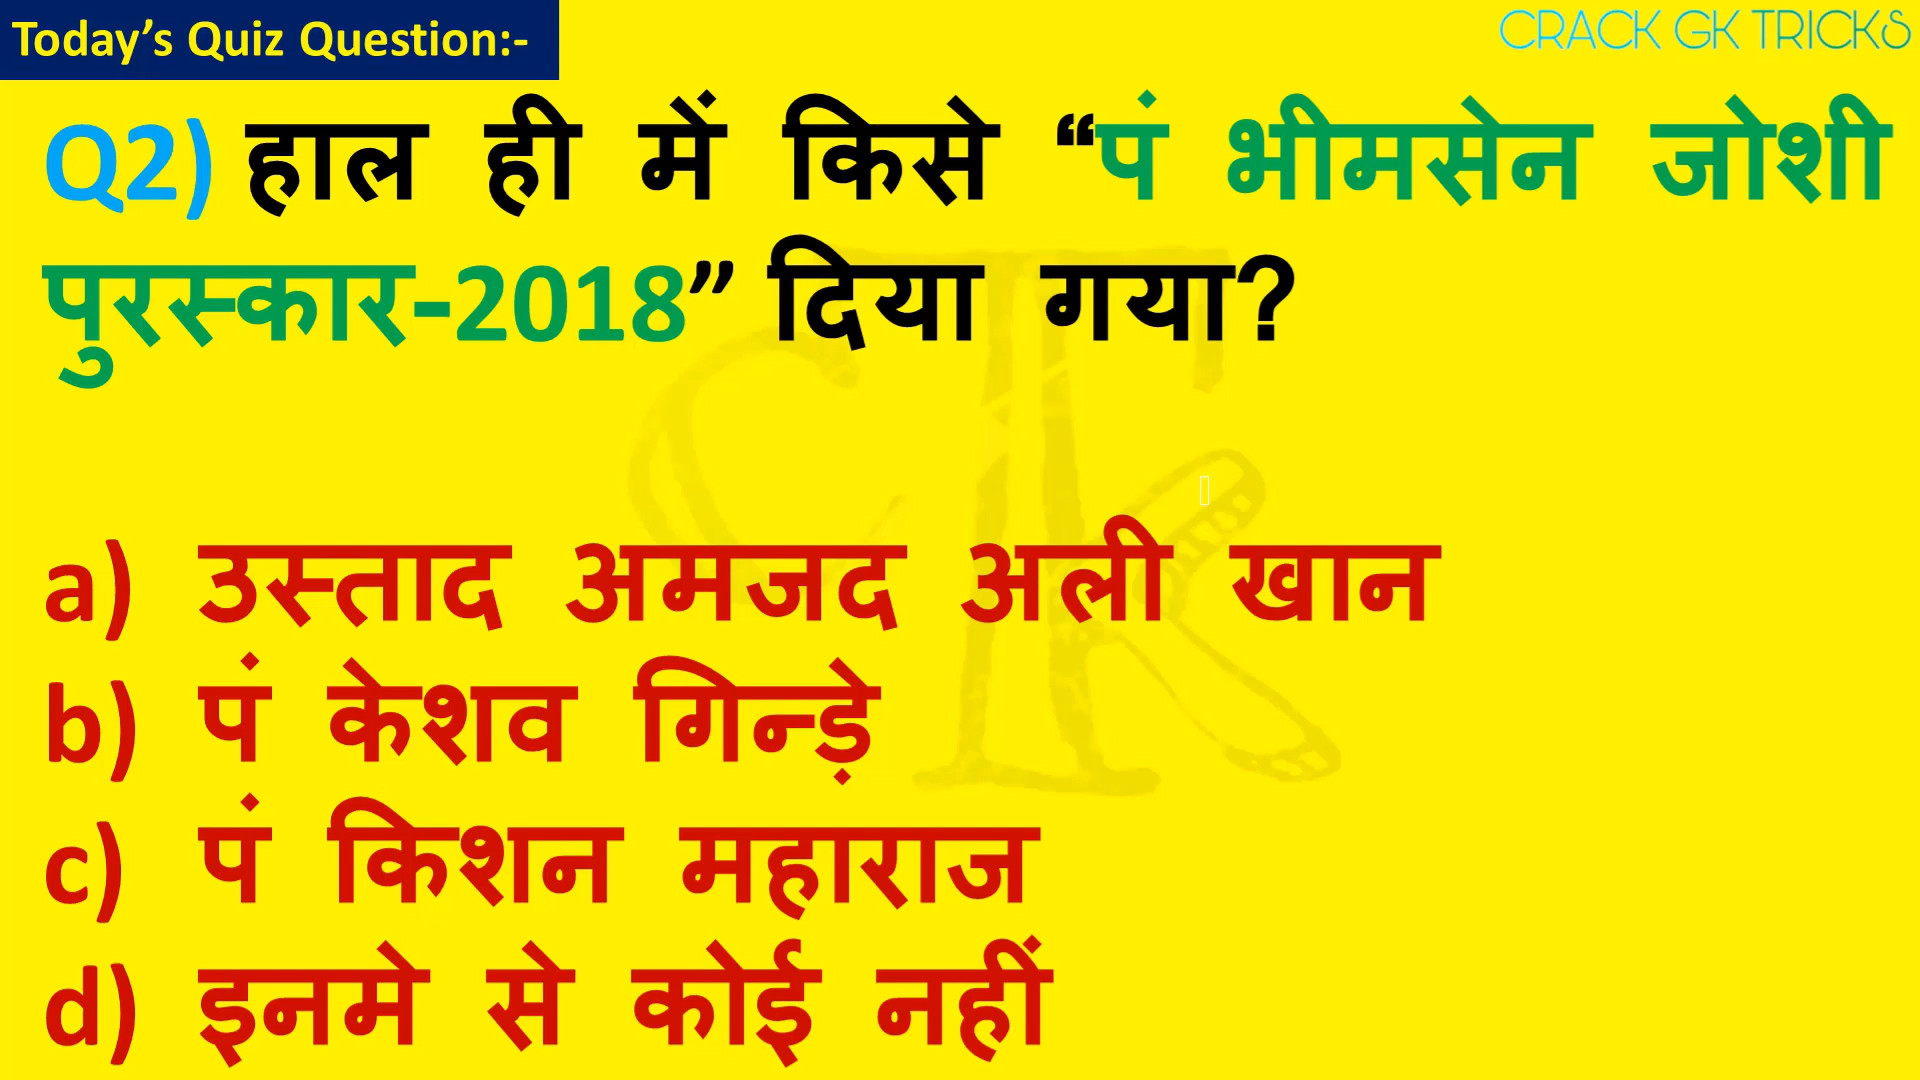 Today’s Quiz Question:-
CRACK GK TRICKS
Q2) हाल ही में किसे “पं भीमसेन जोशी
पुरस्कार-2018” दिया गया?
a) उस्ताद अमजद अली खान
b) पं केशव गिन्ड़े
c) पं किशन महाराज
d) इनमे से कोई नहीं